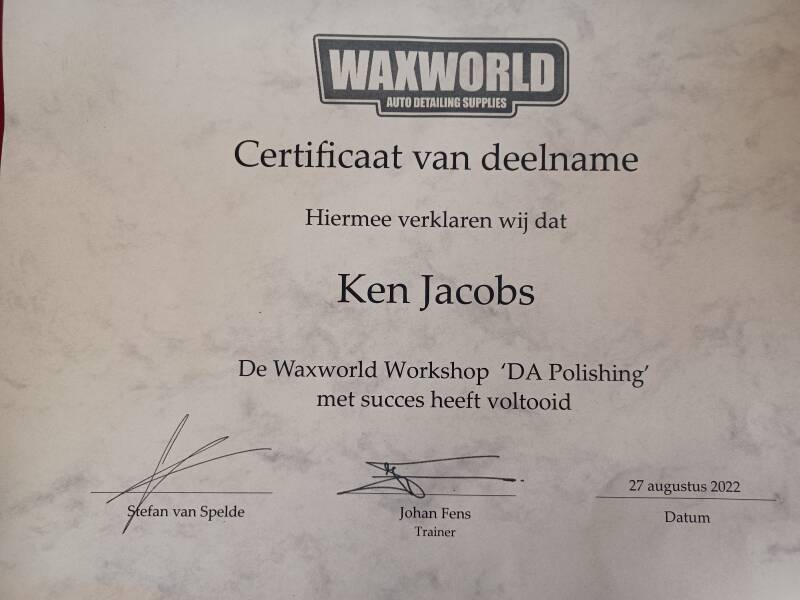 WAXWORLD
AUTO DETAILING SUPPLIES
Certificaat van deelname
Hiermee verklaren wij dat
Ken Jacobs
De Waxworld Workshop ‘DA Polishing’
met succes heeft voltooid
27 augustus 2022
Stefan van Spelde
Johan Fens
Datum
Trainer